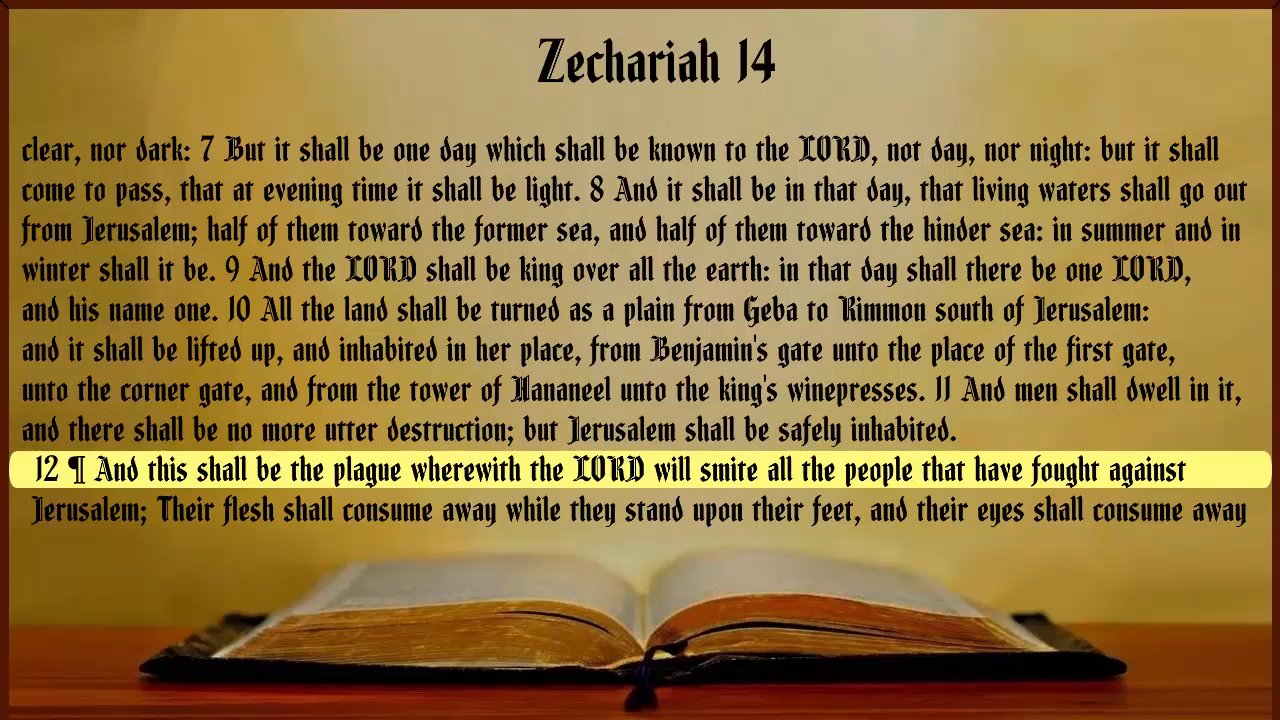 Zechariah 14
clear, nor dark: 7 But it shall be one day which shall be known to the LORD, not day, nor night: but it shall
come to pass, that at evening time it shall be light. 8 And it shall be in that day, that living waters shall go out
from Jerusalem; half of them toward the former sea, and half of them toward the hinder sea: in summer and in
winter shall it be. 9 And the LORD shall be king over all the earth: in that day shall there be one LORD,
and his name one. 10 All the land shall be turned as a plain from Geba to Rimmon south of Jerusalem:
and it shall be lifted up, and inhabited in her place, from Benjamin's gate unto the place of the first gate,
unto the corner gate, and from the tower of Hananeel unto the king's winepresses. 11 And men shall dwell in it,
and there shall be no more utter destruction; but Jerusalem shall be safely inhabited.
12 ¶ And this shall be the plague wherewith the LORD will smite all the people that have fought against
Jerusalem; Their flesh shall consume away while they stand upon their feet, and their eyes shall consume away